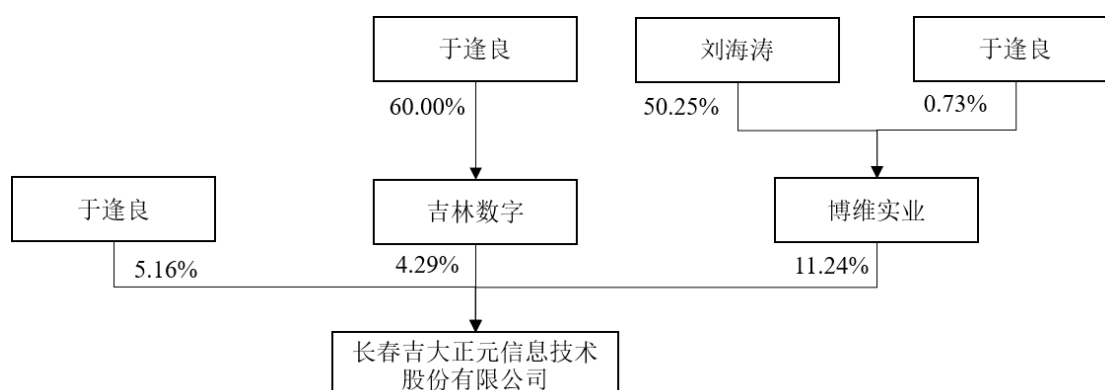 于逢良
刘海涛
于逢良
60.00%
50.25%
0.73%
于逢良
吉林数字
博维实业
5.16%
4.29%
11.24%
长春吉大正元信息技术
股份有限公司